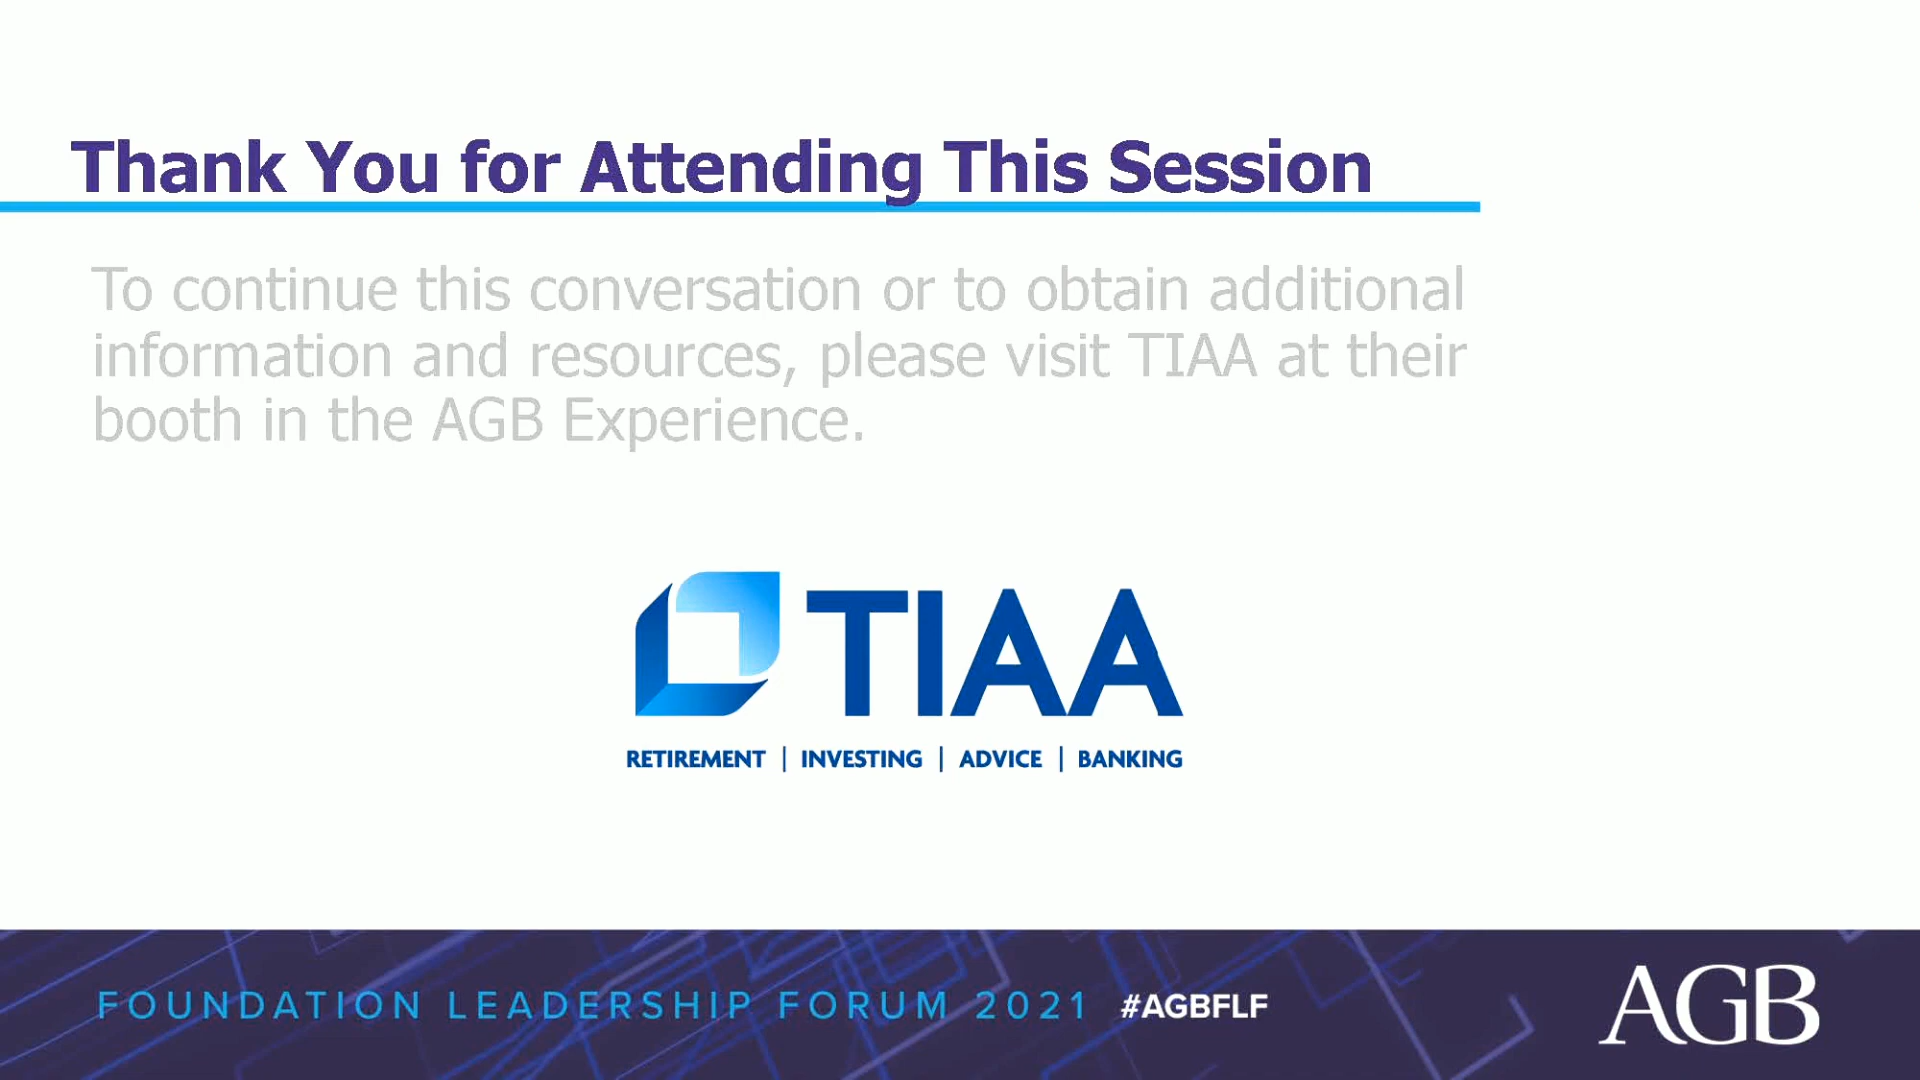 Thank You for Attending This Session
To continue this conversation or to obtain additional
information and resources, please visit TIAA at their
booth in the AGB Experience.
TIAA
RETIREMENT | INVESTING | ADVICE | BANKING
FOUNDATION LEADERSHIP FORUM 2021 #AGBFLF
AGB